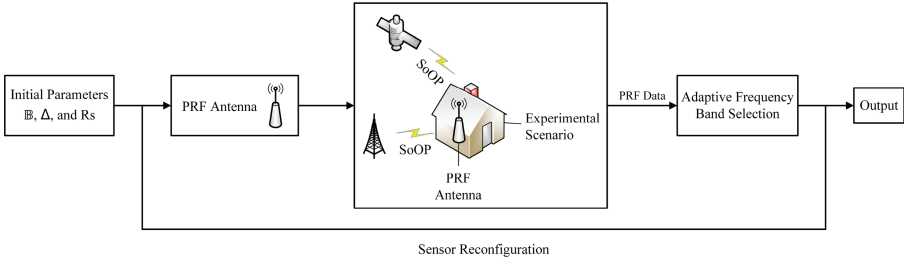 Initial Parameters
𝔹, Δ, and Rs
PRF Antenna
SoOP
SoOP
PRF
Antenna
Experimental
Scenario
PRF Data
Adaptive Frequency
Band Selection
Output
Sensor Reconfiguration